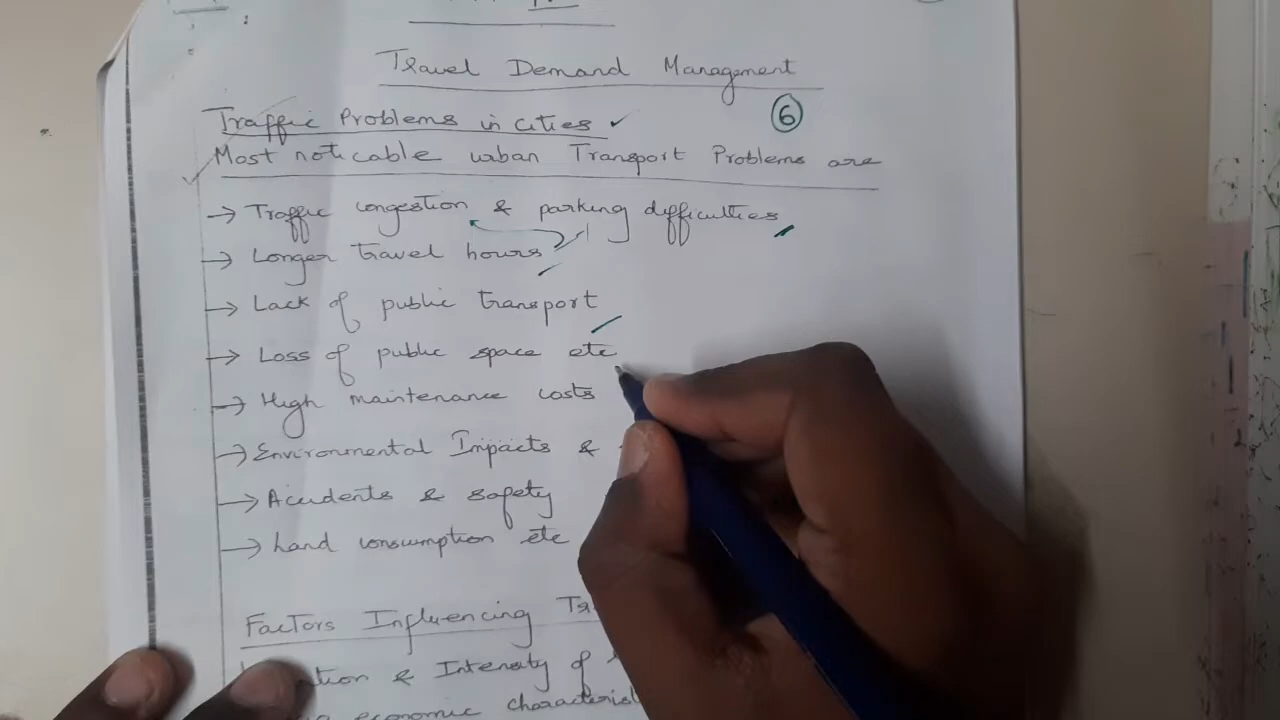 Travel Demand Management
Traffic Problems in cities ✓
6
Most noticable urban Transport Problems are
→ Traffic congestion & parking difficulties
→ Longer travel hours
→ Lack of public transport
→ Loss of public space etc
→ High maintenance costs
→ Environmental Impacts &
→ Accidents & safety
→ Land consumption etc
Factors Influencing
& Intensity of
economic